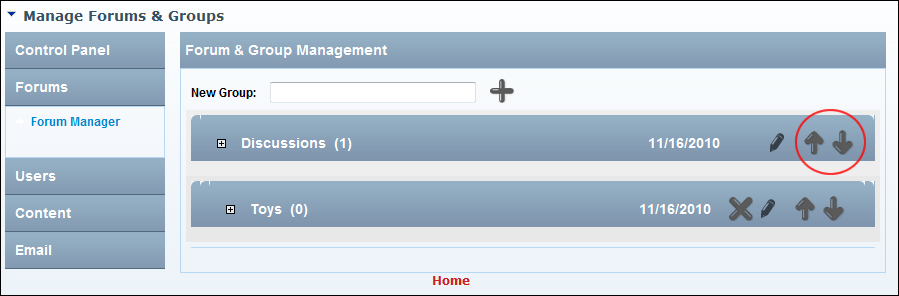 Manage Forums & Groups
Control Panel
Forums
Forum Manager
Users
Content
Email
Forum & Group Management
New Group:
Discussions (1) 11/16/2010
Toys (0) 11/16/2010
Home